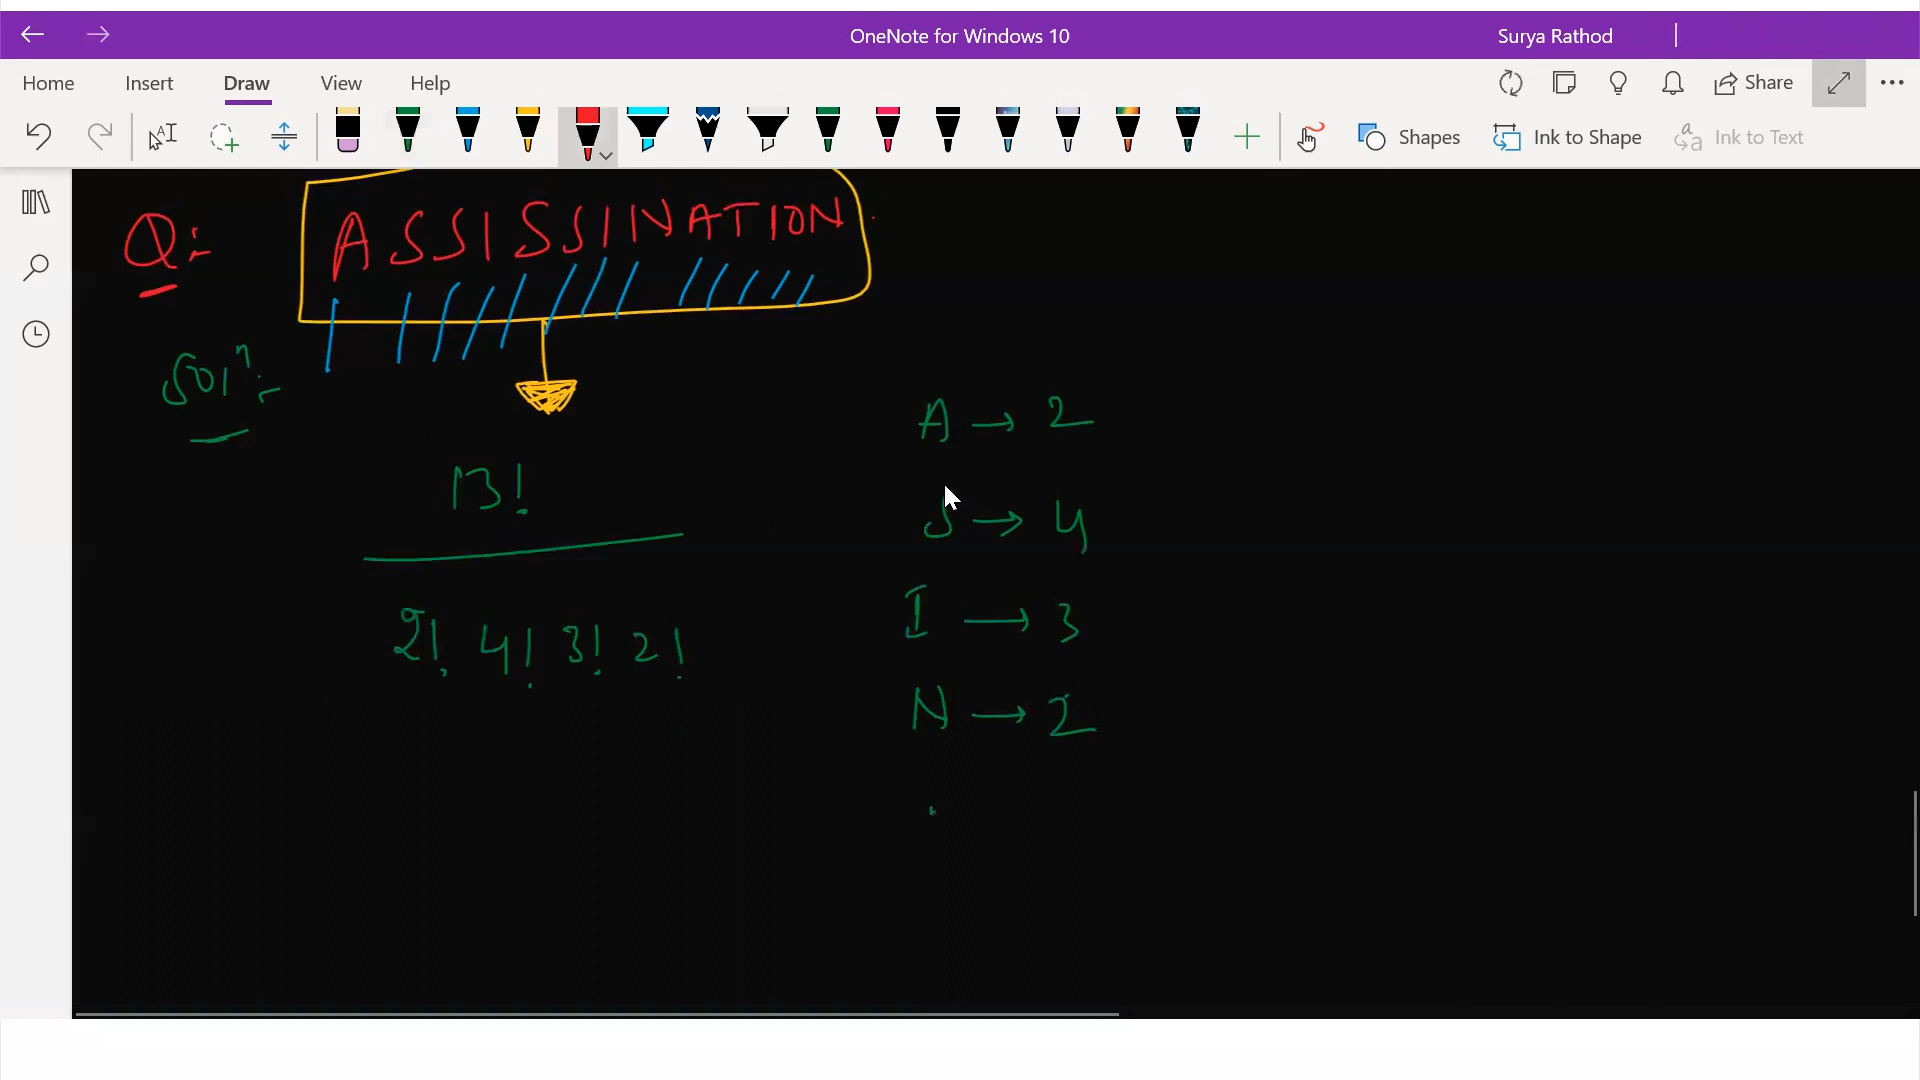 OneNote for Windows 10
Surya Rathod
Home Insert Draw View Help
Share
Shapes Ink to Shape Ink to Text
Q:-
ASSISSINATION.
Solⁿ:-
13!
2! 4! 3! 2!
A → 2
S → 4
I → 3
N → 2